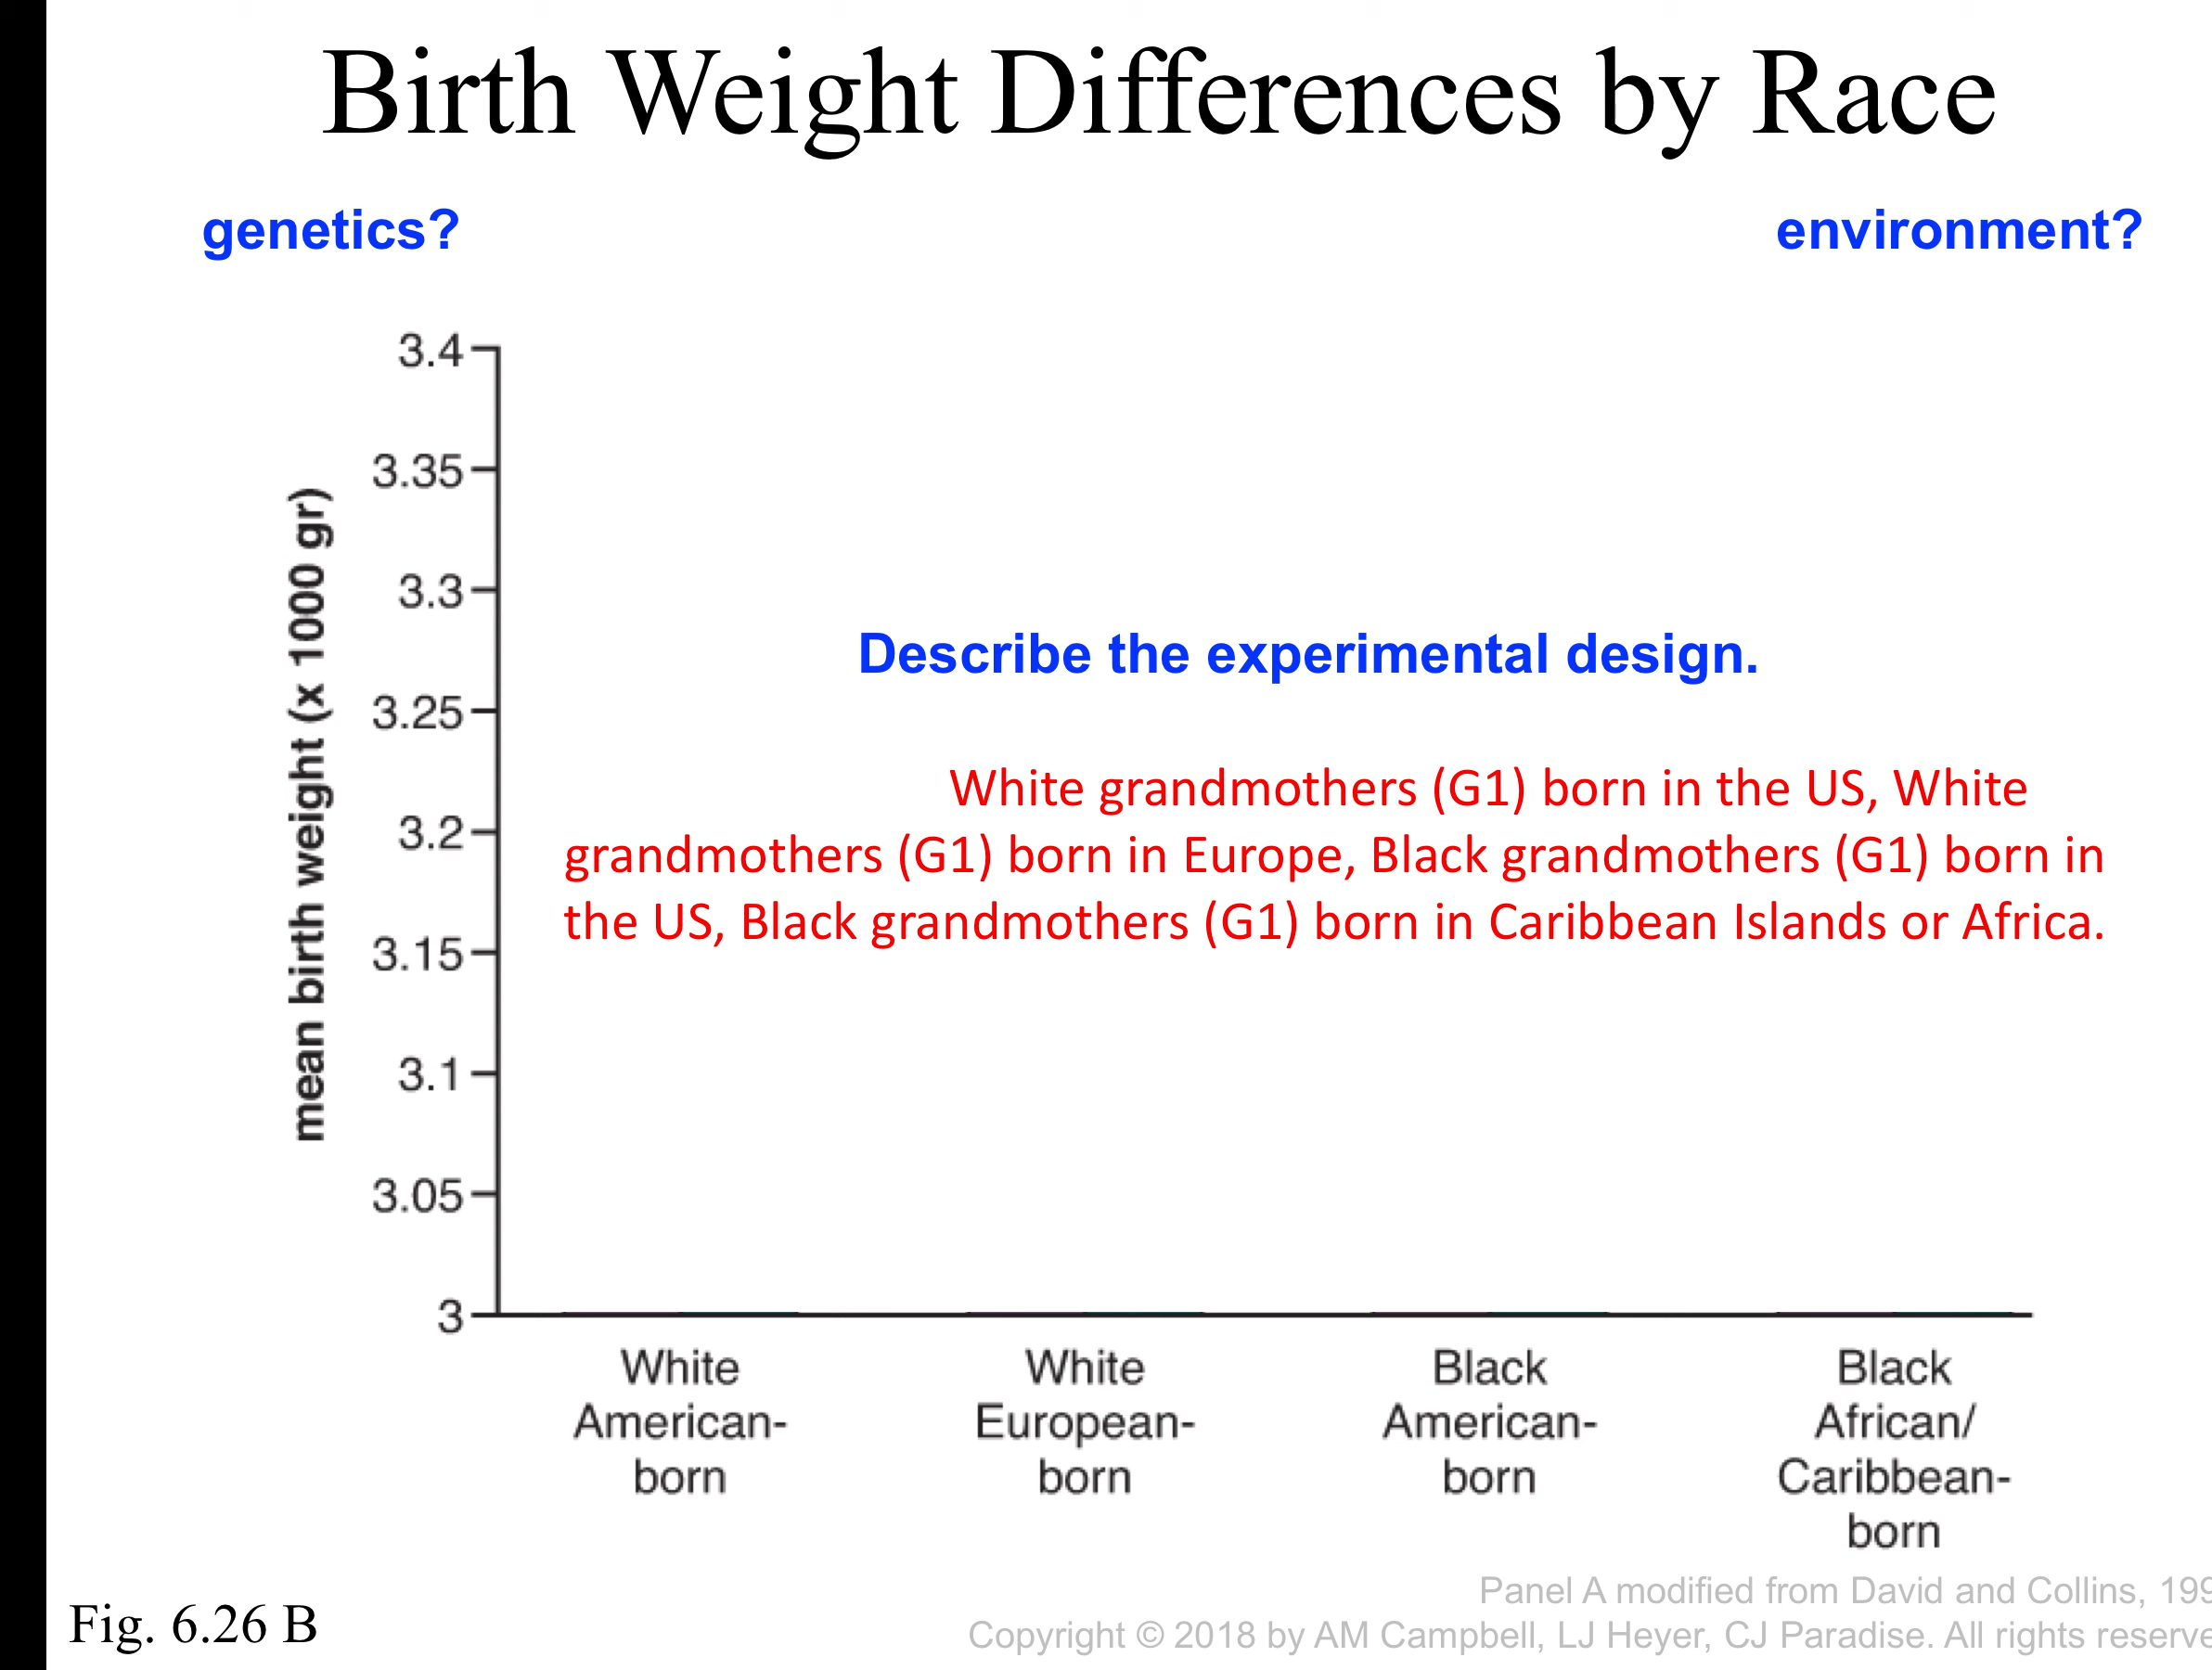 Birth Weight Differences by Race
genetics?
environment?
3.4
3.35
3.3
3.25
3.2
3.15
3.1
3.05
3
mean birth weight (x 1000 gr)
Describe the experimental design.
White grandmothers (G1) born in the US, White
grandmothers (G1) born in Europe, Black grandmothers (G1) born in
the US, Black grandmothers (G1) born in Caribbean Islands or Africa.
White
American-
born
White
European-
born
Black
American-
born
Black
African/
Caribbean-
born
Panel A modified from David and Collins,
Fig. 6.26 B
Copyright © 2018 by AM Campbell, LJ Heyer, CJ Paradise. All rights